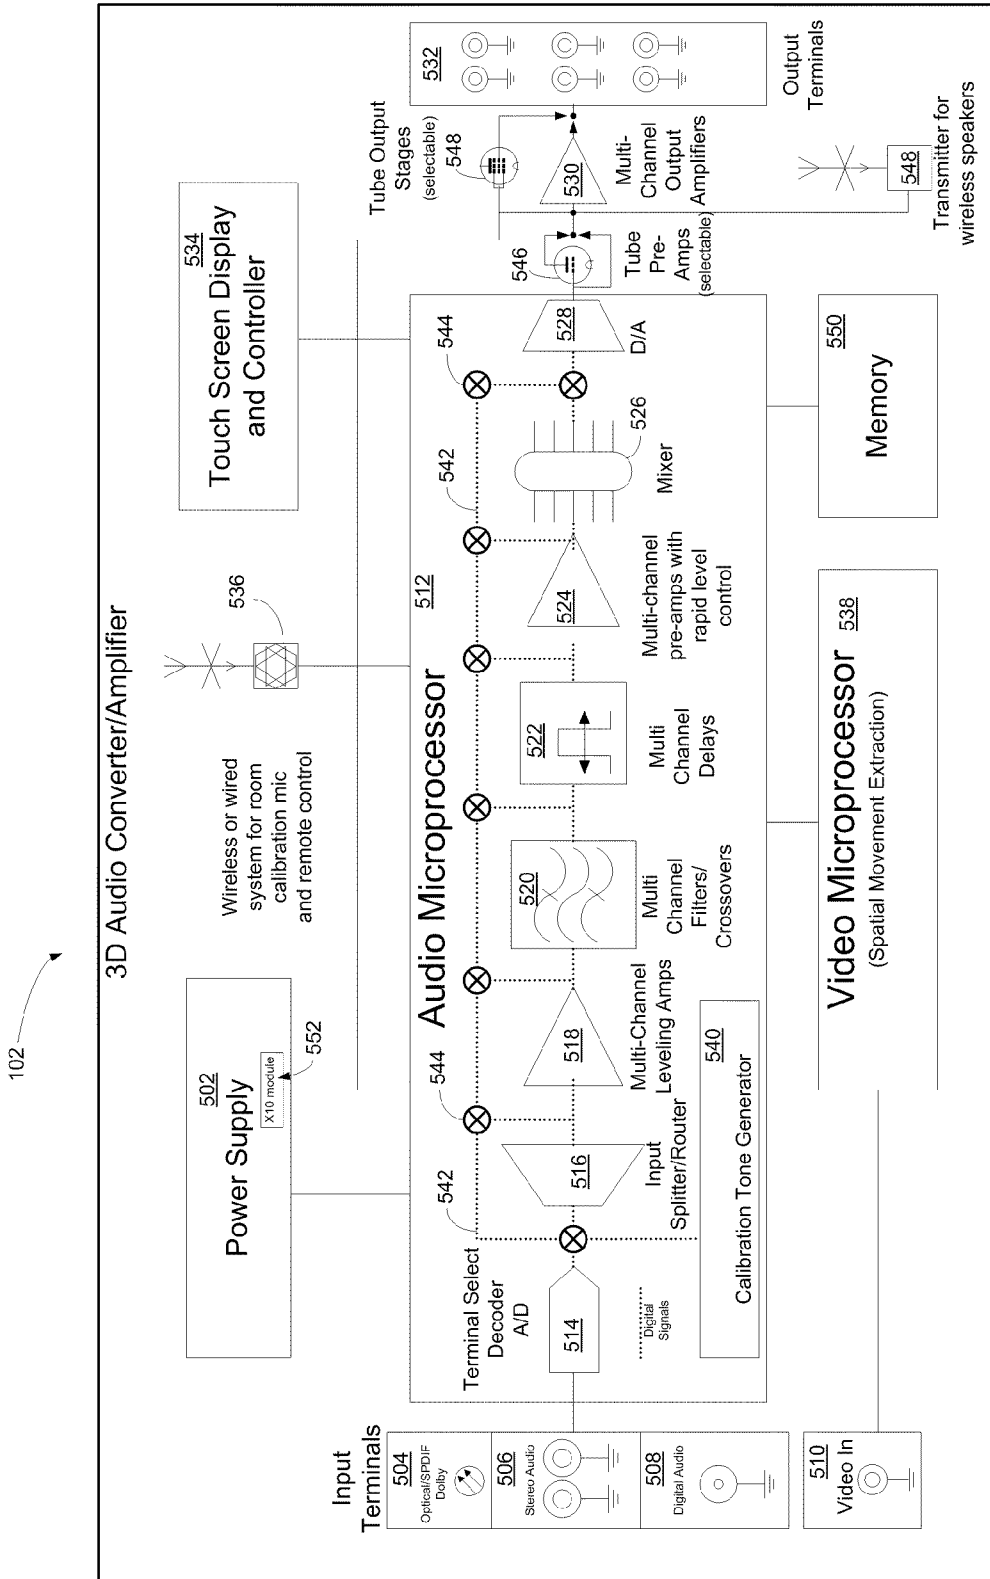 102
3D Audio Converter/Amplifier
502
Power Supply
X10 module
552
Wireless or wired
system for room
calibration mic
and remote control
536
534
Touch Screen Display
and Controller
Input
Terminals
504
Optical/SPDIF
Dolby
506
Stereo Audio
508
Digital Audio
510
Video In
Audio Microprocessor
512
Terminal Select
Decoder
A/D
514
Digital
Signals
542
544
516
Input
Splitter/Router
518
Multi-Channel
Leveling Amps
540
Calibration Tone Generator
520
Multi
Channel
Filters/
Crossovers
522
Multi
Channel
Delays
524
Multi-channel
pre-amps with
rapid level
control
542
526
Mixer
544
528
D/A
546
Tube
Pre-
Amps
(selectable)
Tube Output
Stages
(selectable)
548
530
Multi-
Channel
Output
Amplifiers
532
Output
Terminals
548
Transmitter for
wireless speakers
Video Microprocessor
538
(Spatial Movement Extraction)
550
Memory